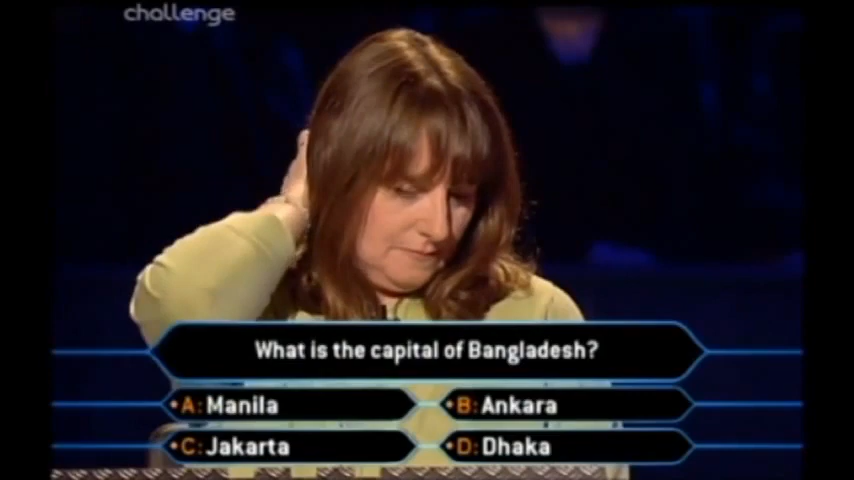 challenge
What is the capital of Bangladesh?
A: Manila
B: Ankara
C: Jakarta
D: Dhaka